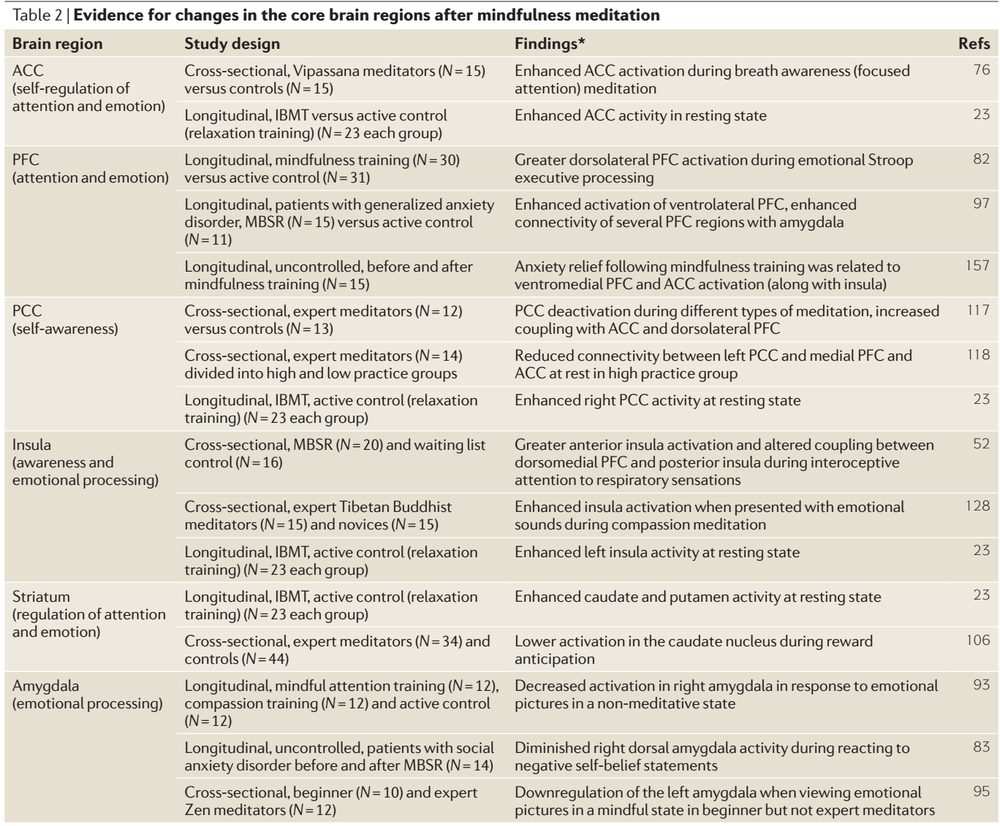 Table 2 | Evidence for changes in the core brain regions after mindfulness meditation
Brain region Study design Findings* Refs
ACC
(self-regulation of
attention and emotion)
Cross-sectional, Vipassana meditators (N = 15)
versus controls (N = 15)
Enhanced ACC activation during breath awareness (focused
attention) meditation
76
Longitudinal, IBMT versus active control
(relaxation training) (N = 23 each group)
Enhanced ACC activity in resting state
23
PFC
(attention and emotion)
Longitudinal, mindfulness training (N = 30)
versus active control (N = 31)
Greater dorsolateral PFC activation during emotional Stroop
executive processing
82
Longitudinal, patients with generalized anxiety
disorder, MBSR (N = 15) versus active control
(N = 11)
Enhanced activation of ventrolateral PFC, enhanced
connectivity of several PFC regions with amygdala
97
Longitudinal, uncontrolled, before and after
mindfulness training (N = 15)
Anxiety relief following mindfulness training was related to
ventromedial PFC and ACC activation (along with insula)
157
PCC
(self-awareness)
Cross-sectional, expert meditators (N = 12)
versus controls (N = 13)
PCC deactivation during different types of meditation, increased
coupling with ACC and dorsolateral PFC
117
Cross-sectional, expert meditators (N = 14)
divided into high and low practice groups
Reduced connectivity between left PCC and medial PFC and
ACC at rest in high practice group
118
Longitudinal, IBMT, active control (relaxation
training) (N = 23 each group)
Enhanced right PCC activity at resting state
23
Insula
(awareness and
emotional processing)
Cross-sectional, MBSR (N = 20) and waiting list
control (N = 16)
Greater anterior insula activation and altered coupling between
dorsomedial PFC and posterior insula during interoceptive
attention to respiratory sensations
52
Cross-sectional, expert Tibetan Buddhist
meditators (N = 15) and novices (N = 15)
Enhanced insula activation when presented with emotional
sounds during compassion meditation
128
Longitudinal, IBMT, active control (relaxation
training) (N = 23 each group)
Enhanced left insula activity at resting state
23
Striatum
(regulation of attention
and emotion)
Longitudinal, IBMT, active control (relaxation
training) (N = 23 each group)
Enhanced caudate and putamen activity at resting state
23
Cross-sectional, expert meditators (N = 34) and
controls (N = 44)
Lower activation in the caudate nucleus during reward
anticipation
106
Amygdala
(emotional processing)
Longitudinal, mindful attention training (N = 12),
compassion training (N = 12) and active control
(N = 12)
Decreased activation in right amygdala in response to emotional
pictures in a non-meditative state
93
Longitudinal, uncontrolled, patients with social
anxiety disorder before and after MBSR (N = 14)
Diminished right dorsal amygdala activity during reacting to
negative self-belief statements
83
Cross-sectional, beginner (N = 10) and expert
Zen meditators (N = 12)
Downregulation of the left amygdala when viewing emotional
pictures in a mindful state in beginner but not expert meditators
95